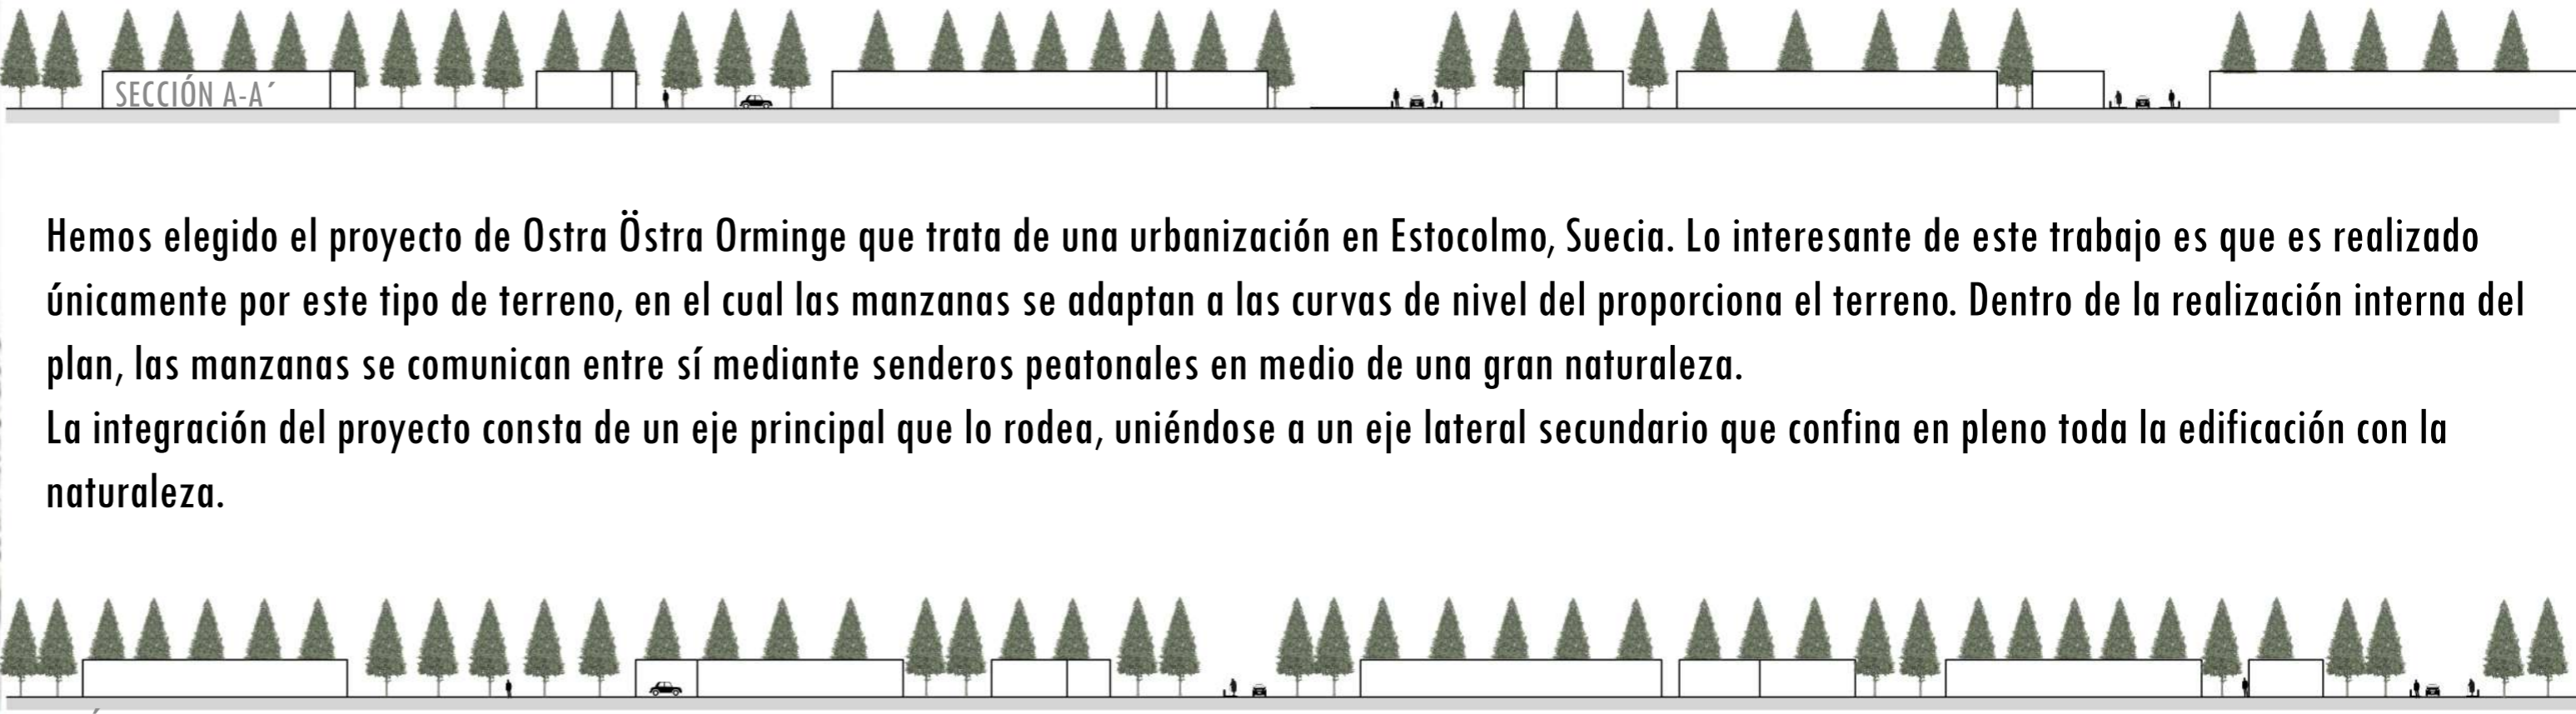 SECCIÓN A-A´
Hemos elegido el proyecto de Ostra Östra Orminge que trata de una urbanización en Estocolmo, Suecia. Lo interesante de este trabajo es que es realizado
únicamente por este tipo de terreno, en el cual las manzanas se adaptan a las curvas de nivel del proporciona el terreno. Dentro de la realización interna del
plan, las manzanas se comunican entre sí mediante senderos peatonales en medio de una gran naturaleza.
La integración del proyecto consta de un eje principal que lo rodea, uniéndose a un eje lateral secundario que confina en pleno toda la edificación con la
naturaleza.